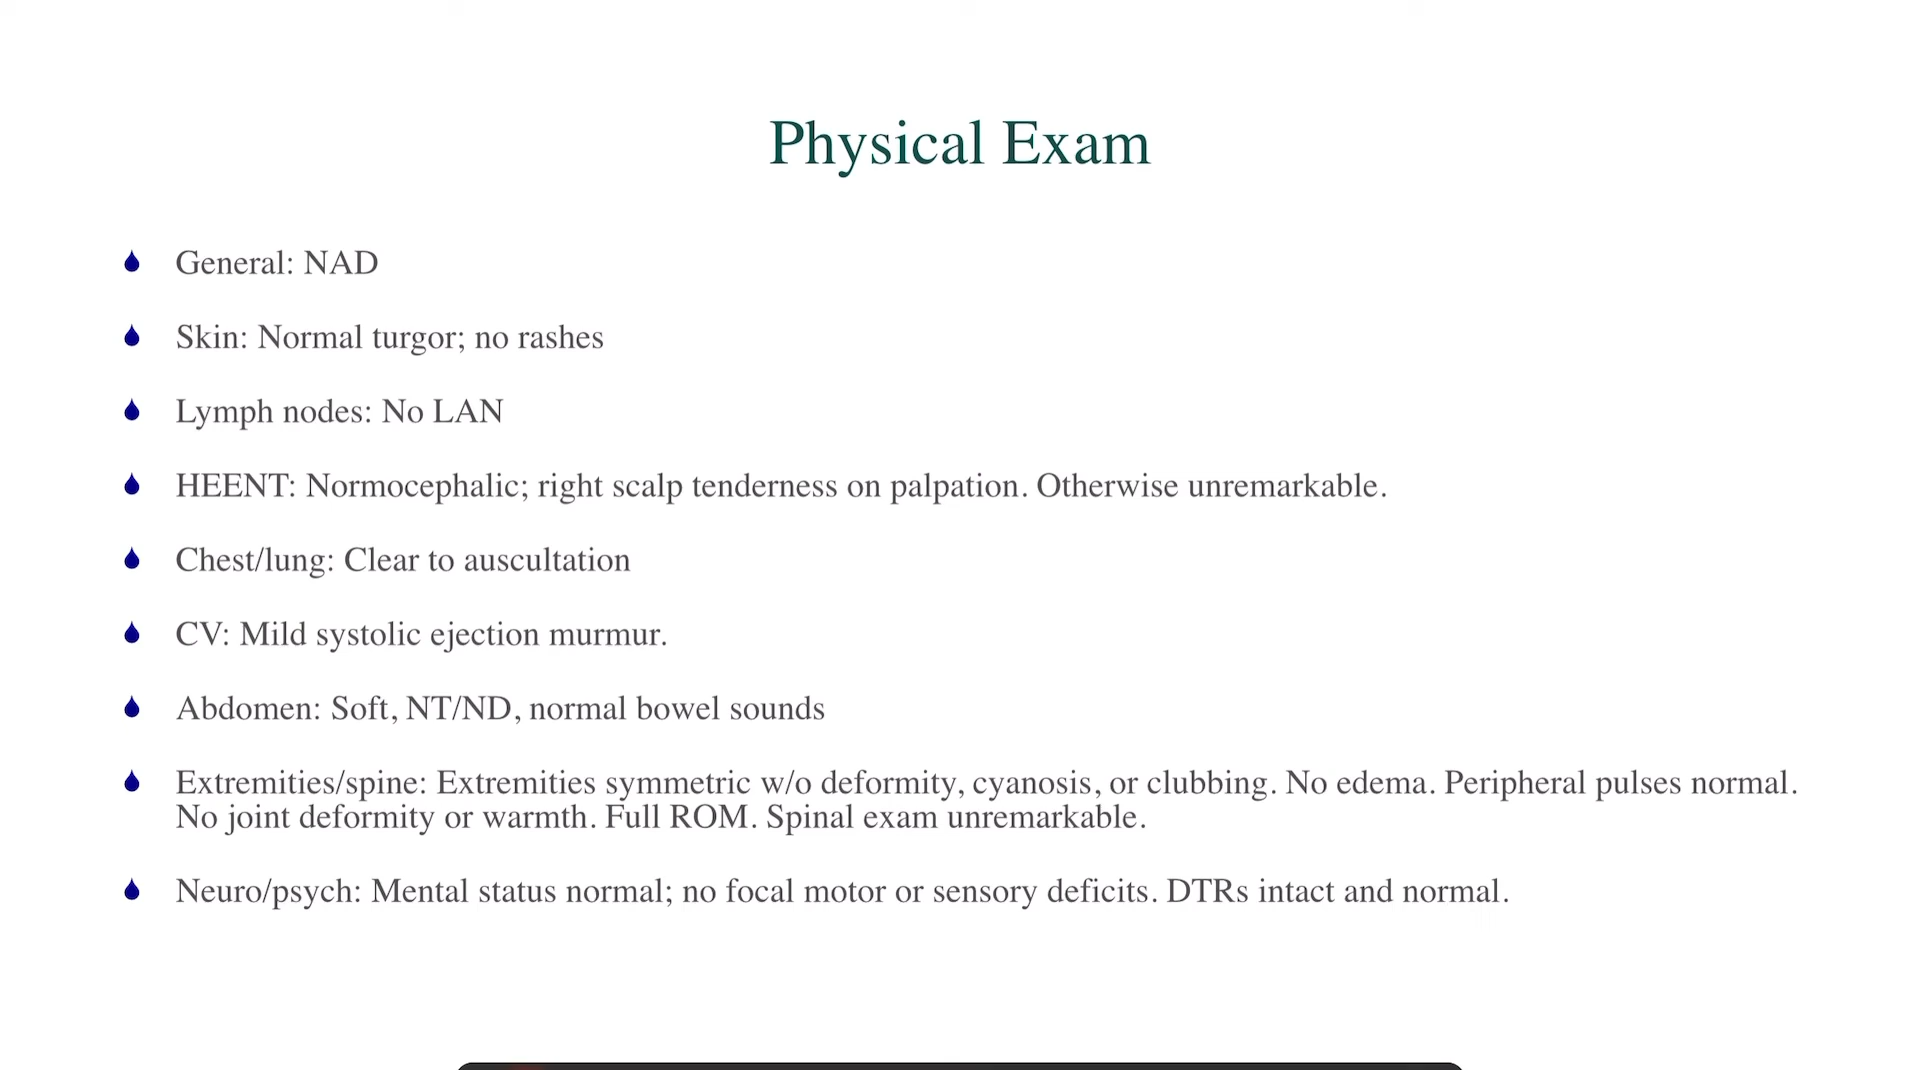 Physical Exam
General: NAD
Skin: Normal turgor; no rashes
Lymph nodes: No LAN
HEENT: Normocephalic; right scalp tenderness on palpation. Otherwise unremarkable.
Chest/lung: Clear to auscultation
CV: Mild systolic ejection murmur.
Abdomen: Soft, NT/ND, normal bowel sounds
Extremities/spine: Extremities symmetric w/o deformity, cyanosis, or clubbing. No edema. Peripheral pulses normal.
No joint deformity or warmth. Full ROM. Spinal exam unremarkable.
Neuro/psych: Mental status normal; no focal motor or sensory deficits. DTRs intact and normal.